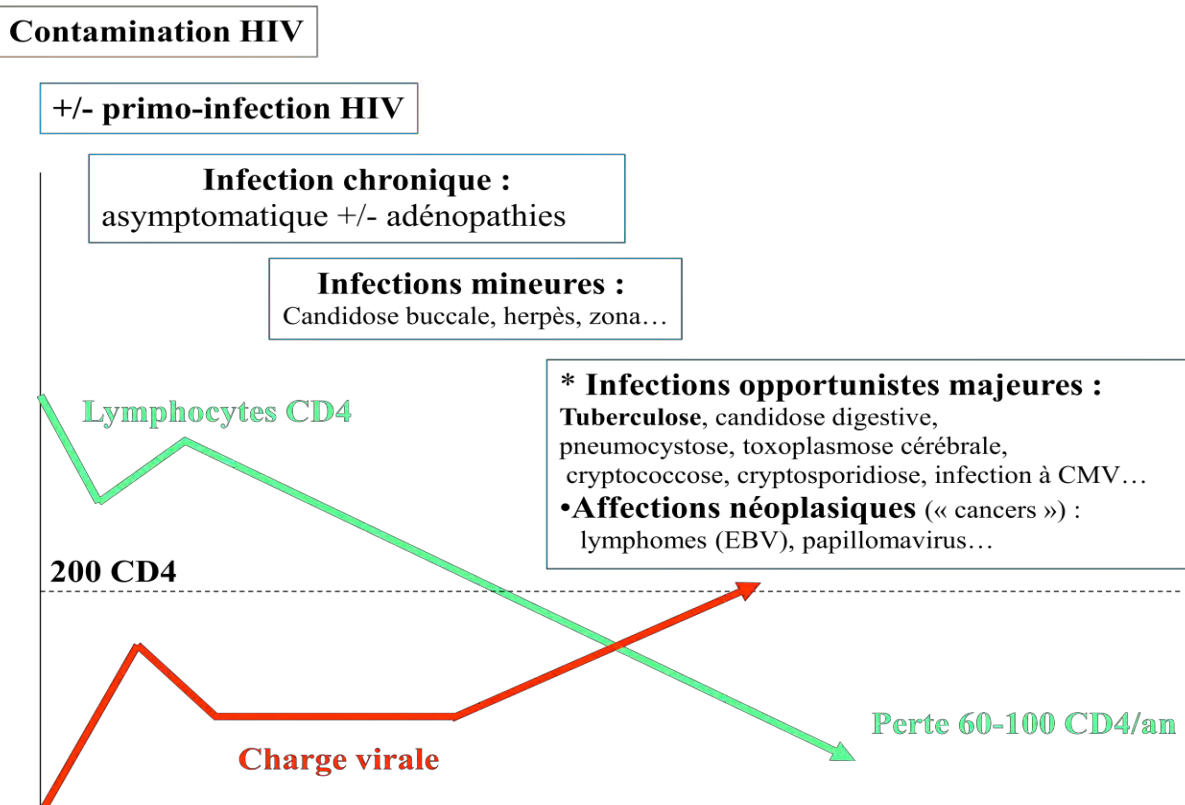 Contamination HIV
+/- primo-infection HIV
Infection chronique :
asymptomatique +/- adénopathies
Infections mineures :
Candidose buccale, herpès, zona…
* Infections opportunistes majeures :
Tuberculose, candidose digestive,
pneumocystose, toxoplasmose cérébrale,
cryptococcose, cryptosporidiose, infection à CMV…
•Affections néoplasiques (« cancers ») :
lymphomes (EBV), papillomavirus…
Lymphocytes CD4
200 CD4
Perte 60-100 CD4/an
Charge virale